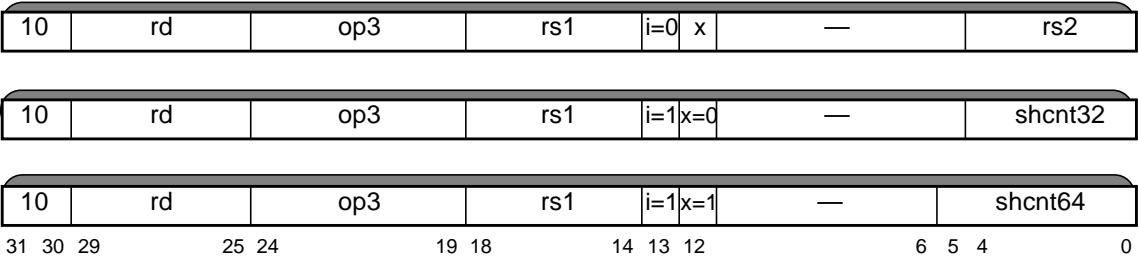 10 rd op3 rs1 i=0 x — rs2
10 rd op3 rs1 i=1 x=0 — shcnt32
10 rd op3 rs1 i=1 x=1 — shcnt64
31 30 29 25 24 19 18 14 13 12 6 5 4 0